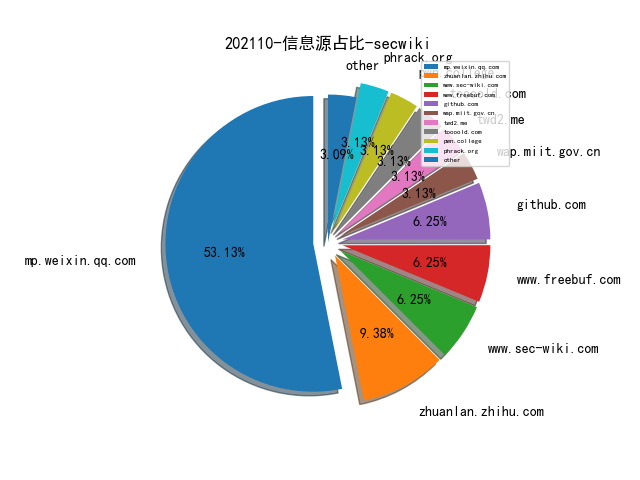 202110-信息源占比-secwiki
mp.weixin.qq.com
53.13%
zhuanlan.zhihu.com
9.38%
www.sec-wiki.com
6.25%
www.freebuf.com
6.25%
github.com
6.25%
wap.miit.gov.cn
3.13%
twd2.me
3.13%
3.13%
3.13%
phrack.org
3.13%
other
3.09%
mp.weixin.qq.com
zhuanlan.zhihu.com
www.sec-wiki.com
www.freebuf.com
github.com
wap.miit.gov.cn
twd2.me
toooold.com
pwn.college
phrack.org
other